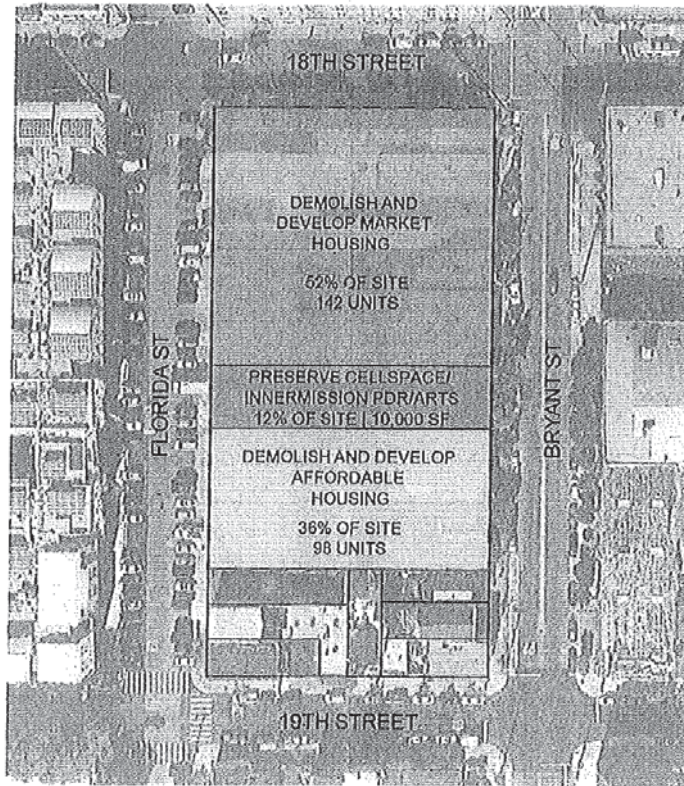 18TH STREET
DEMOLISH AND
DEVELOP MARKET
HOUSING
52% OF SITE
142 UNITS
FLORIDA ST
PRESERVE CELLSPACE/
INNERMISSION PDR/ARTS
12% OF SITE | 10,000 SF
BRYANT ST
DEMOLISH AND DEVELOP
AFFORDABLE
HOUSING
36% OF SITE
98 UNITS
19TH STREET